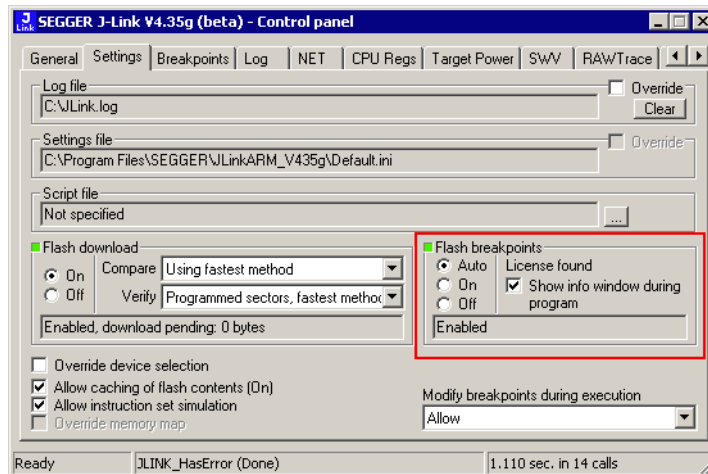 J Link SEGGER J-Link V4.35g (beta) - Control panel
General Settings Breakpoints Log NET CPU Regs Target Power SWV RAWTrace
Log file
Override
C:\JLink.log
Clear
Settings file
Override
C:\Program Files\SEGGER\JLinkARM_V435g\Default.ini
Script file
Not specified
...
Flash download
On
Off
Compare Using fastest method
Verify Programmed sectors, fastest method
Enabled, download pending: 0 bytes
Flash breakpoints
Auto
On
Off
License found
Show info window during
program
Enabled
Override device selection
Allow caching of flash contents (On)
Allow instruction set simulation
Override memory map
Modify breakpoints during execution
Allow
Ready JLINK_HasError (Done) 1.110 sec. in 14 calls